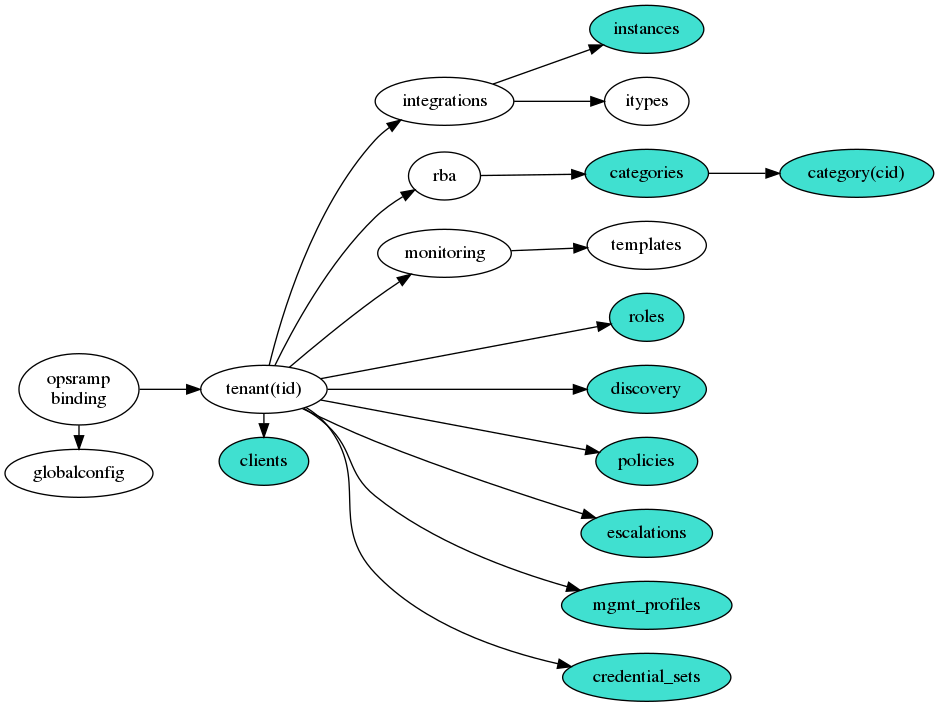 instances
integrations
itypes
rba
categories
category(cid)
monitoring
templates
roles
opsramp
binding
tenant(tid)
discovery
globalconfig
clients
policies
escalations
mgmt_profiles
credential_sets